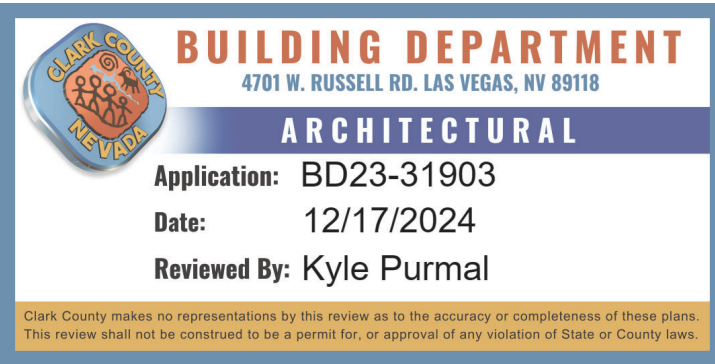 CLARK COUNTY
NEVADA
BUILDING DEPARTMENT
4701 W. RUSSELL RD. LAS VEGAS, NV 89118
ARCHITECTURAL
Application: BD23-31903
Date: 12/17/2024
Reviewed By: Kyle Purmal
Clark County makes no representations by this review as to the accuracy or completeness of these plans.
This review shall not be construed to be a permit for, or approval of any violation of State or County laws.